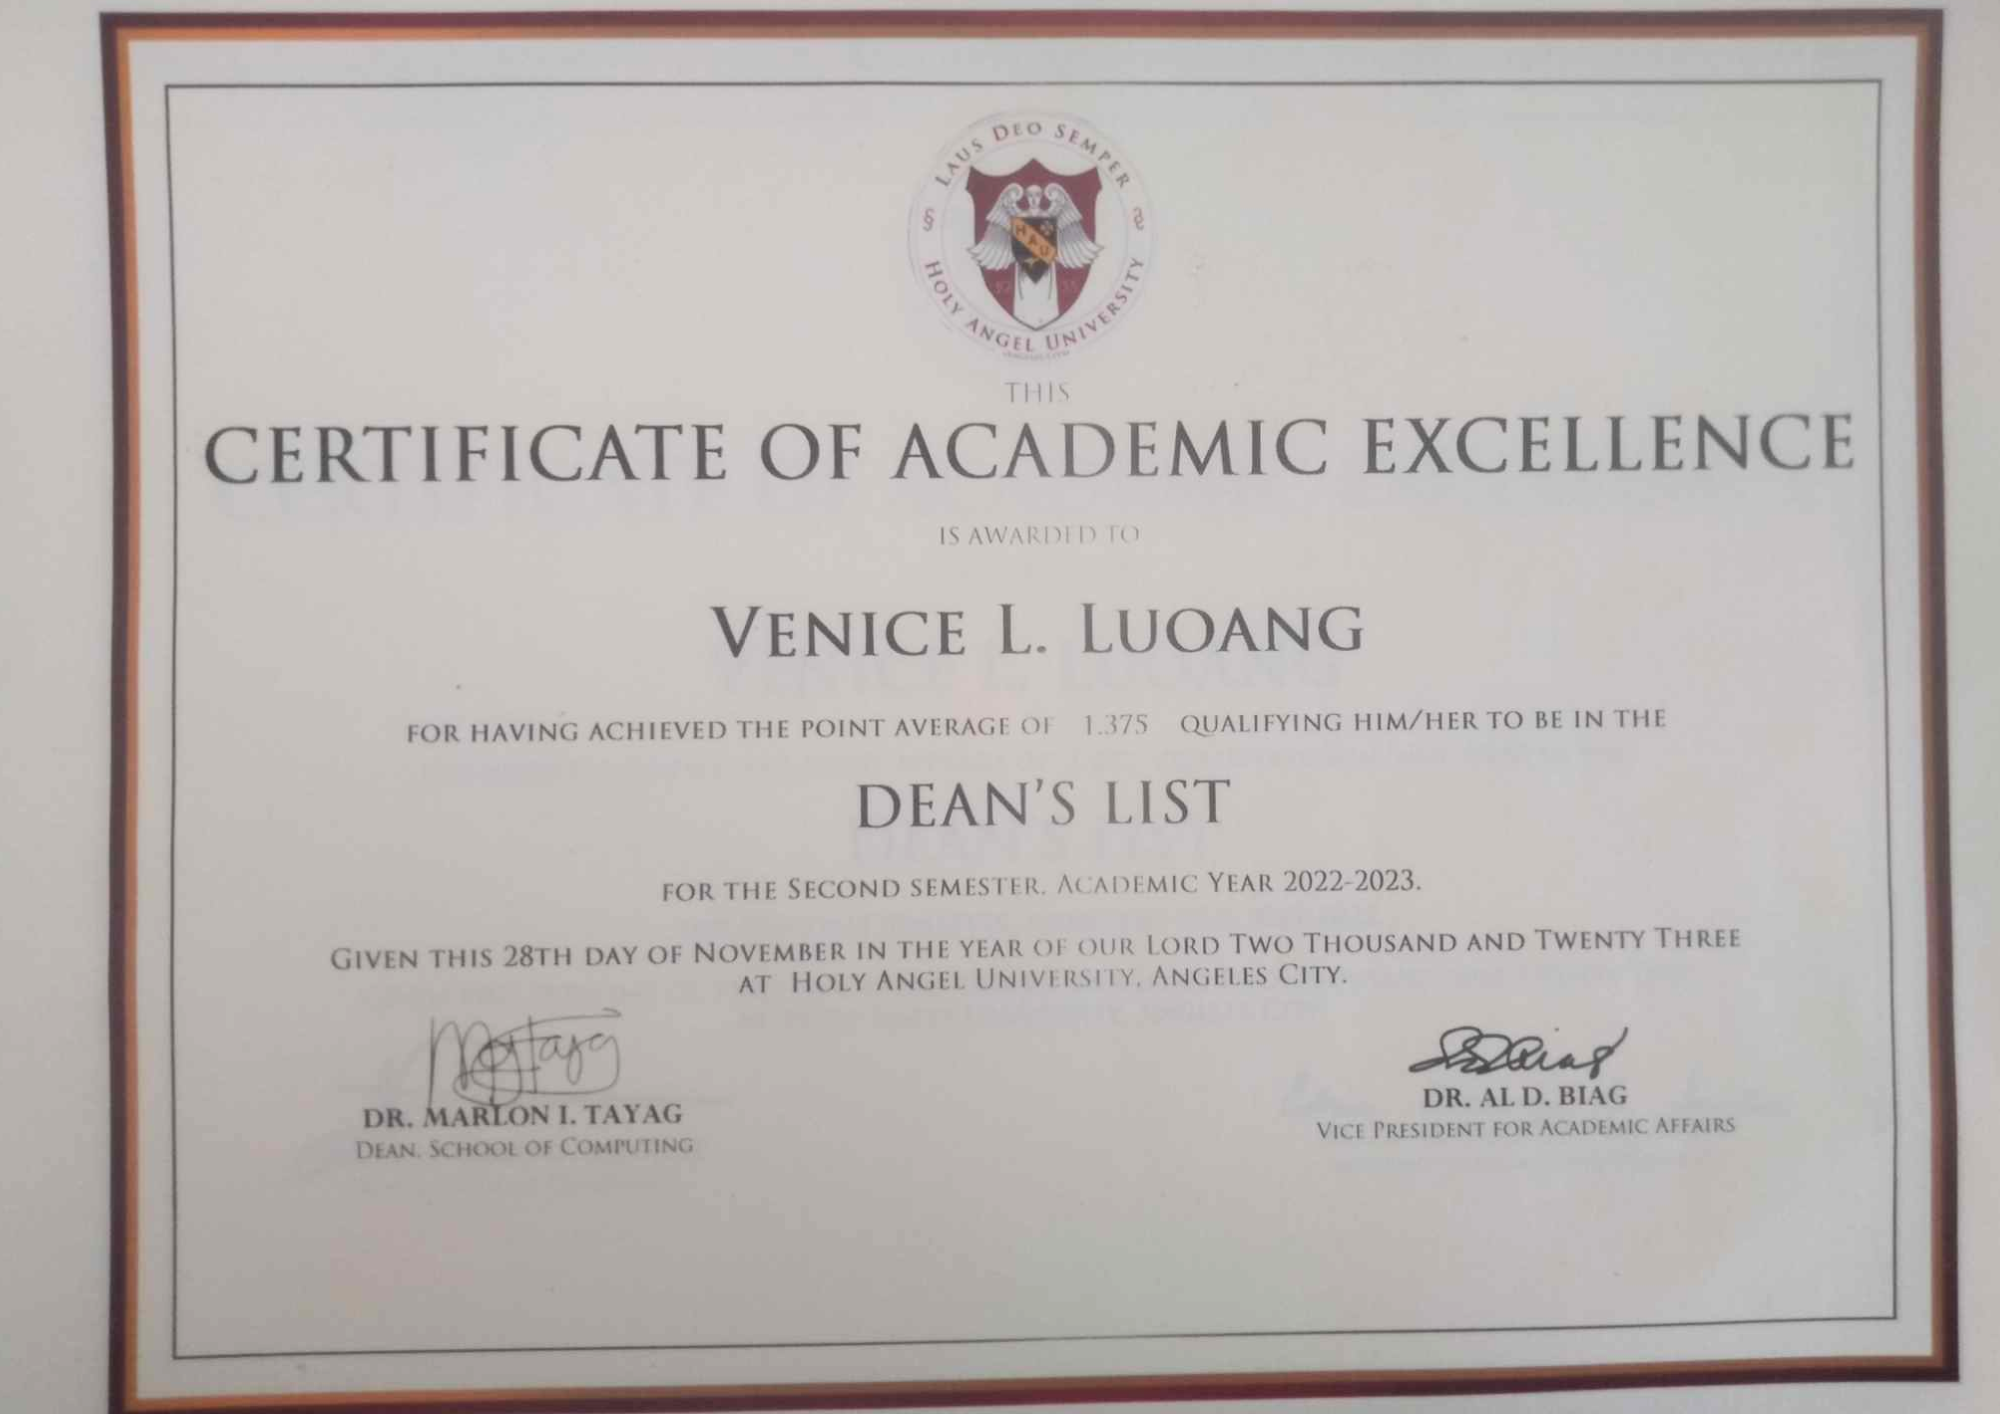 LAUS DEO SEMPER
HOLY ANGEL UNIVERSITY
HAU
THIS
CERTIFICATE OF ACADEMIC EXCELLENCE
IS AWARDED TO
VENICE L. LUOANG
FOR HAVING ACHIEVED THE POINT AVERAGE OF 1.375 QUALIFYING HIM/HER TO BE IN THE
DEAN'S LIST
FOR THE SECOND SEMESTER, ACADEMIC YEAR 2022-2023.
GIVEN THIS 28TH DAY OF NOVEMBER IN THE YEAR OF OUR LORD TWO THOUSAND AND TWENTY THREE
AT HOLY ANGEL UNIVERSITY, ANGELES CITY.
DR. MARLON I. TAYAG
DEAN, SCHOOL OF COMPUTING
DR. AL D. BIAG
VICE PRESIDENT FOR ACADEMIC AFFAIRS